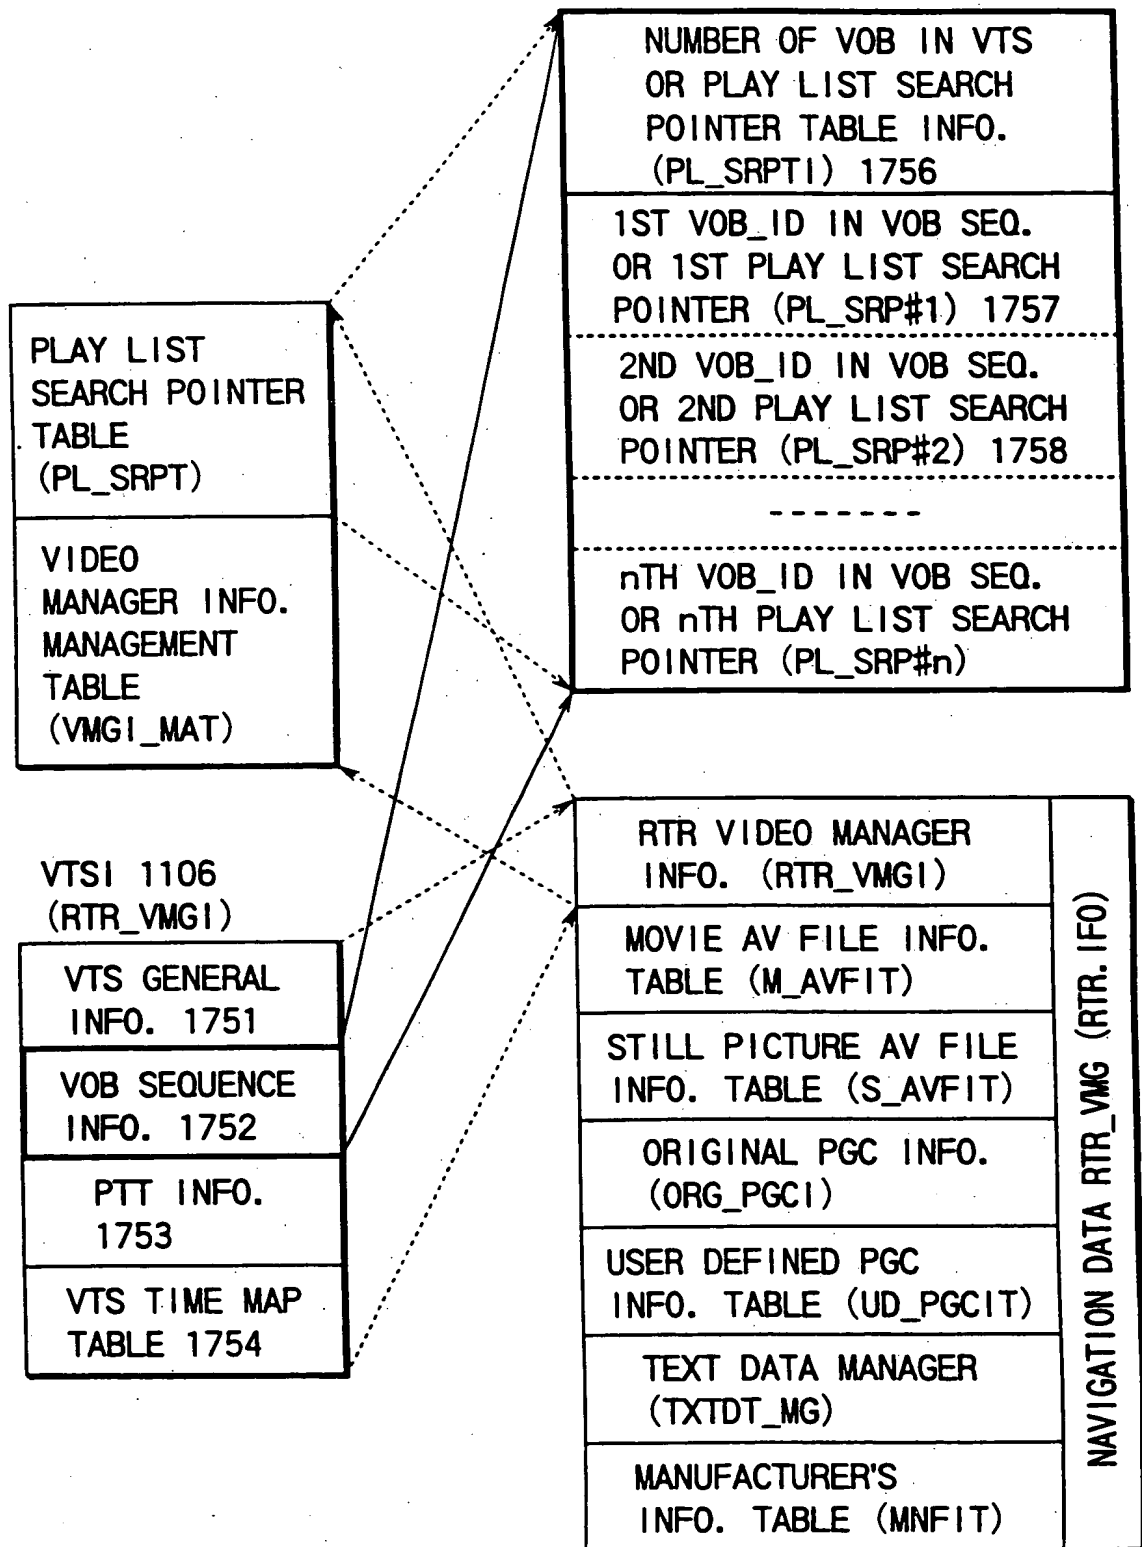 NUMBER OF VOB IN VTS
OR PLAY LIST SEARCH
POINTER TABLE INFO.
(PL_SRPTI) 1756
1ST VOB_ID IN VOB SEQ.
OR 1ST PLAY LIST SEARCH
POINTER (PL_SRP#1) 1757
2ND VOB_ID IN VOB SEQ.
OR 2ND PLAY LIST SEARCH
POINTER (PL_SRP#2) 1758
-------
nTH VOB_ID IN VOB SEQ.
OR nTH PLAY LIST SEARCH
POINTER (PL_SRP#n)
PLAY LIST
SEARCH POINTER
TABLE
(PL_SRPT)
VIDEO
MANAGER INFO.
MANAGEMENT
TABLE
(VMGI_MAT)
VTSI 1106
(RTR_VMGI)
VTS GENERAL
INFO. 1751
VOB SEQUENCE
INFO. 1752
PTT INFO.
1753
VTS TIME MAP
TABLE 1754
RTR VIDEO MANAGER
INFO. (RTR_VMGI)
MOVIE AV FILE INFO.
TABLE (M_AVFIT)
STILL PICTURE AV FILE
INFO. TABLE (S_AVFIT)
ORIGINAL PGC INFO.
(ORG_PGCI)
USER DEFINED PGC
INFO. TABLE (UD_PGCIT)
TEXT DATA MANAGER
(TXTDT_MG)
MANUFACTURER'S
INFO. TABLE (MNFIT)
NAVIGATION DATA RTR_VMG (RTR. IFO)